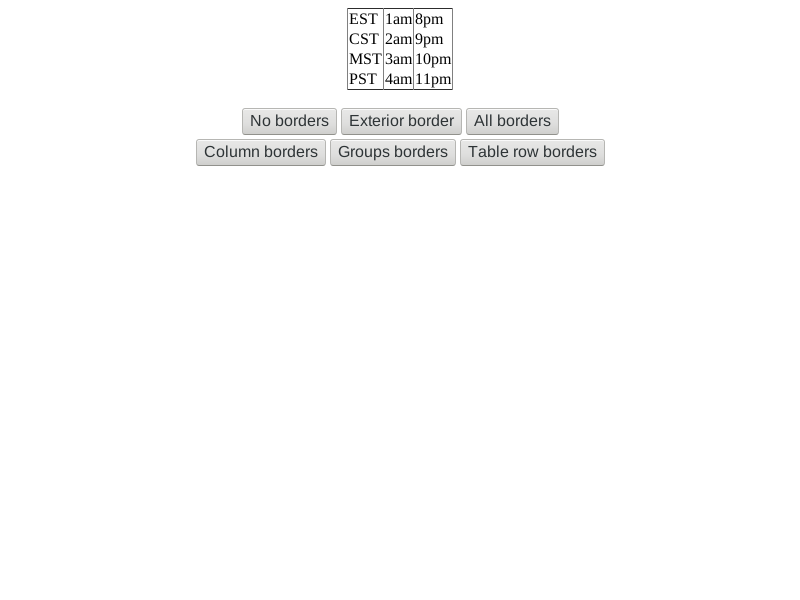 EST 1am 8pm
CST 2am 9pm
MST 3am 10pm
PST 4am 11pm
No borders Exterior border All borders
Column borders Groups borders Table row borders